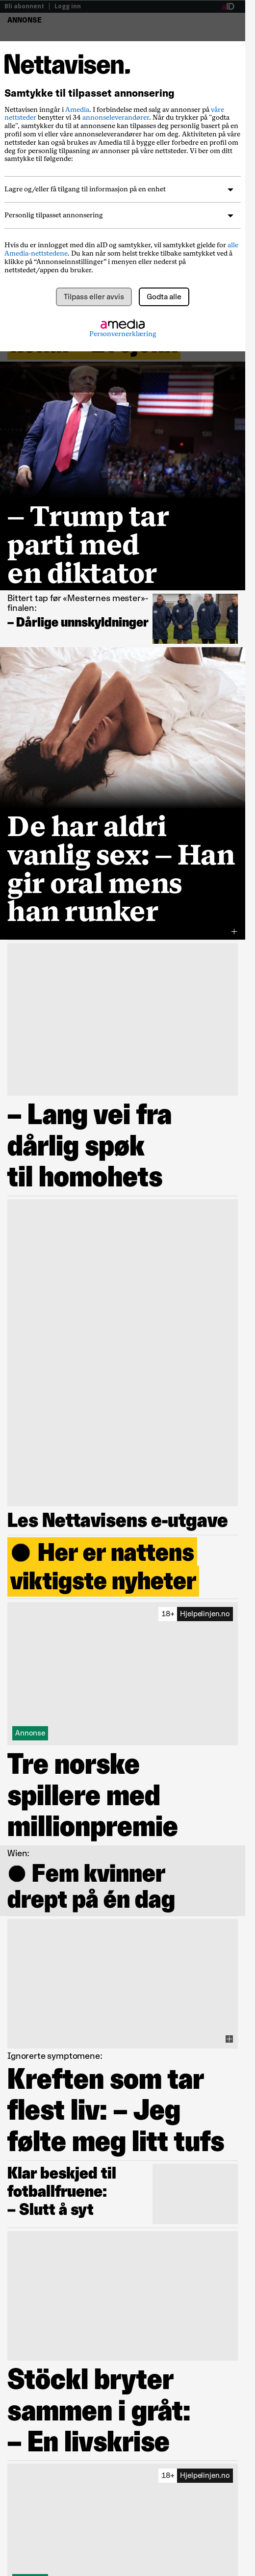 Bli abonnent | Logg inn
aID
ANNONSE
Nettavisen.
Samtykke til tilpasset annonsering
Nettavisen inngår i Amedia. I forbindelse med salg av annonser på våre
nettsteder benytter vi 34 annonseleverandører. Når du trykker på "godta
alle", samtykker du til at annonsene kan tilpasses deg personlig basert på en
profil som vi eller våre annonseleverandører har om deg. Aktiviteten på våre
nettsteder kan også brukes av Amedia til å bygge eller forbedre en profil om
deg for personlig tilpasning av annonser på våre nettsteder. Vi ber om ditt
samtykke til følgende:
Lagre og/eller få tilgang til informasjon på en enhet
Personlig tilpasset annonsering
Hvis du er innlogget med din aID og samtykker, vil samtykket gjelde for alle
Amedia-nettstedene. Du kan når som helst trekke tilbake samtykket ved å
klikke på "Annonseinnstillinger" i menyen eller nederst på
nettstedet/appen du bruker.
Tilpass eller avvis
Godta alle
amedia
Personvernerklæring
– Trump tar
parti med
en diktator
Bittert tap før «Mesternes mester»-
finalen:
– Dårlige unnskyldninger
De har aldri
vanlig sex: – Han
gir oral mens
han runker
– Lang vei fra
dårlig spøk
til homohets
Les Nettavisens e-utgave
● Her er nattens
viktigste nyheter
18+ Hjelpelinjen.no
Annonse
Tre norske
spillere med
millionpremie
Wien:
● Fem kvinner
drept på én dag
Ignorerte symptomene:
Kreften som tar
flest liv: – Jeg
følte meg litt tufs
Klar beskjed til
fotballfruene:
– Slutt å syt
Stöckl bryter
sammen i gråt:
– En livskrise
18+ Hjelpelinjen.no